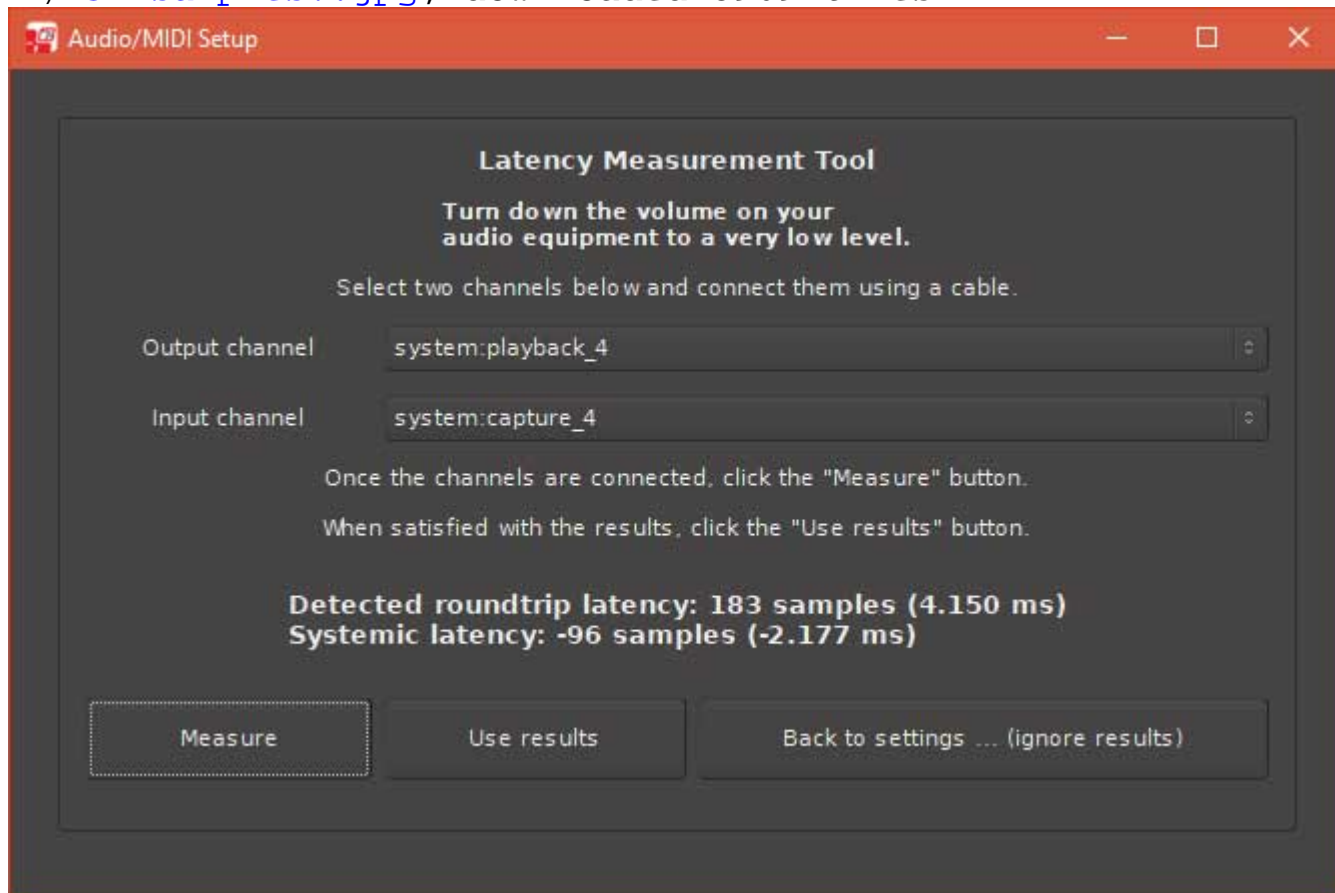 Audio/MIDI Setup
Latency Measurement Tool
Turn down the volume on your
audio equipment to a very low level.
Select two channels below and connect them using a cable.
Output channel system:playback_4
Input channel system:capture_4
Once the channels are connected, click the "Measure" button.
When satisfied with the results, click the "Use results" button.
Detected roundtrip latency: 183 samples (4.150 ms)
Systemic latency: -96 samples (-2.177 ms)
Measure Use results Back to settings ... (ignore results)